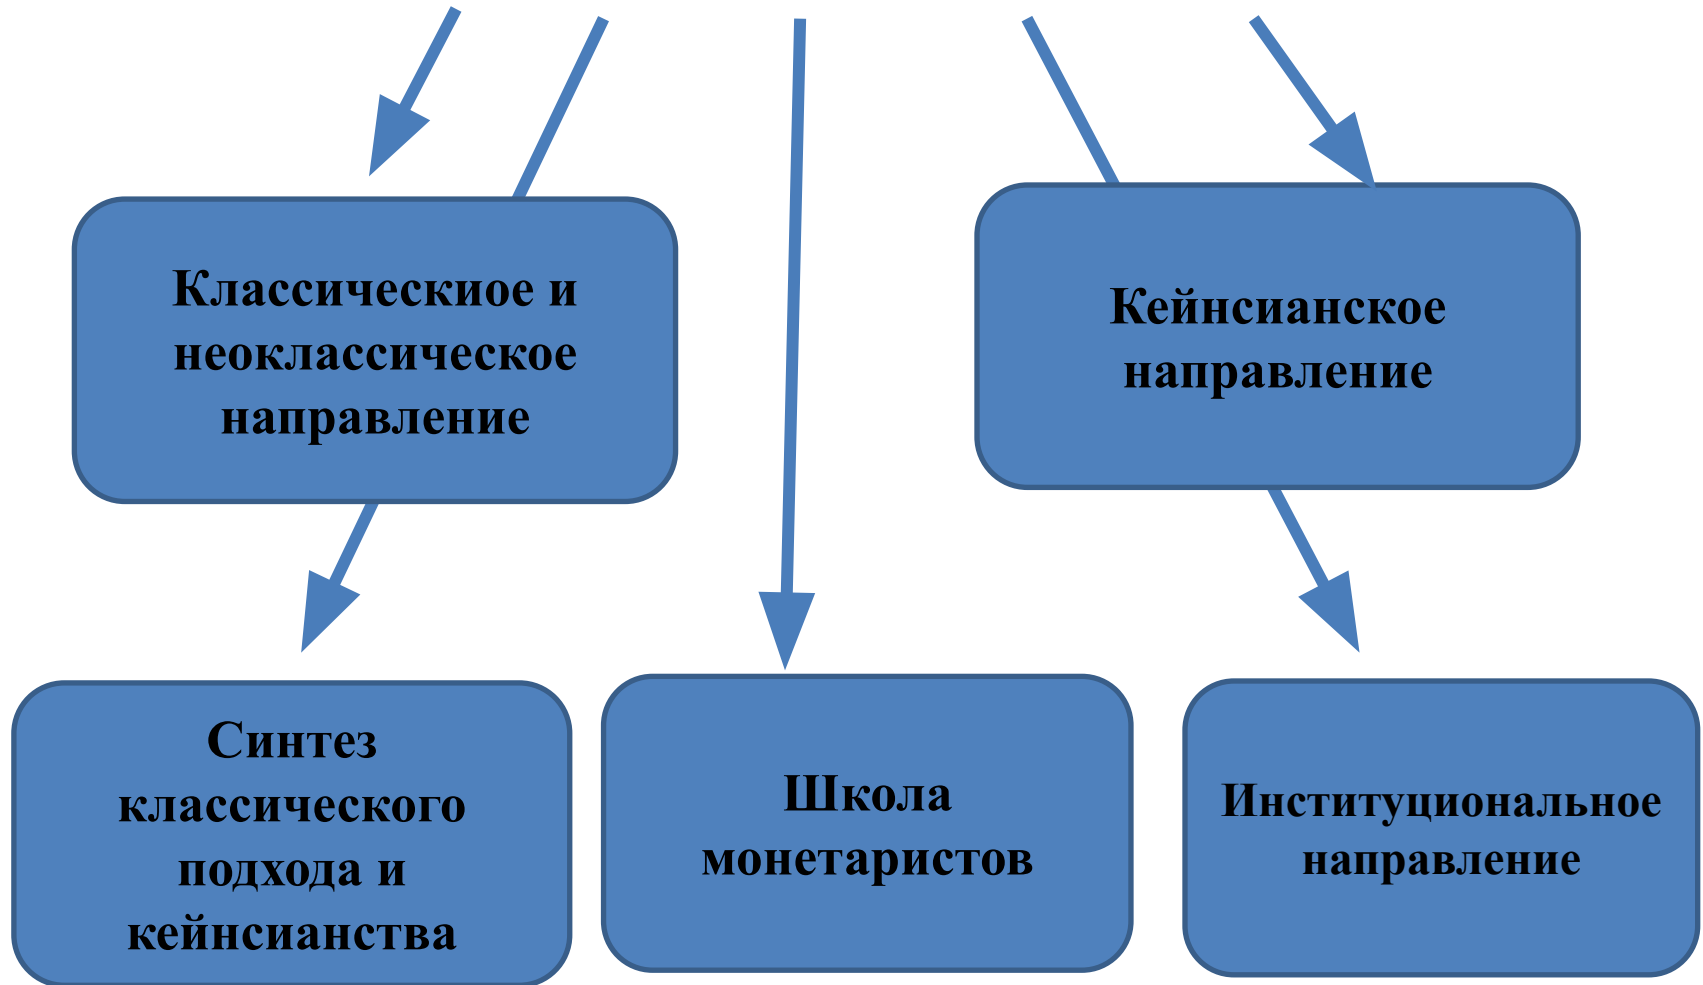 Классическиое и
неоклассическое
направление
Кейнсианское
направление
Синтез
классического
подхода и
кейнсианства
Школа
монетаристов
Институциональное
направление